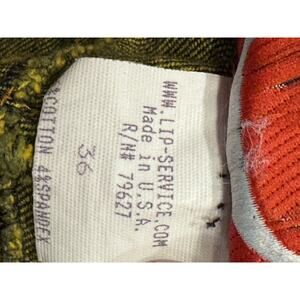 WWW.LIP-SERVICE.COM
Made in U.S.A.
R/N# 79627
36
%COTTON 4%SPANDEX